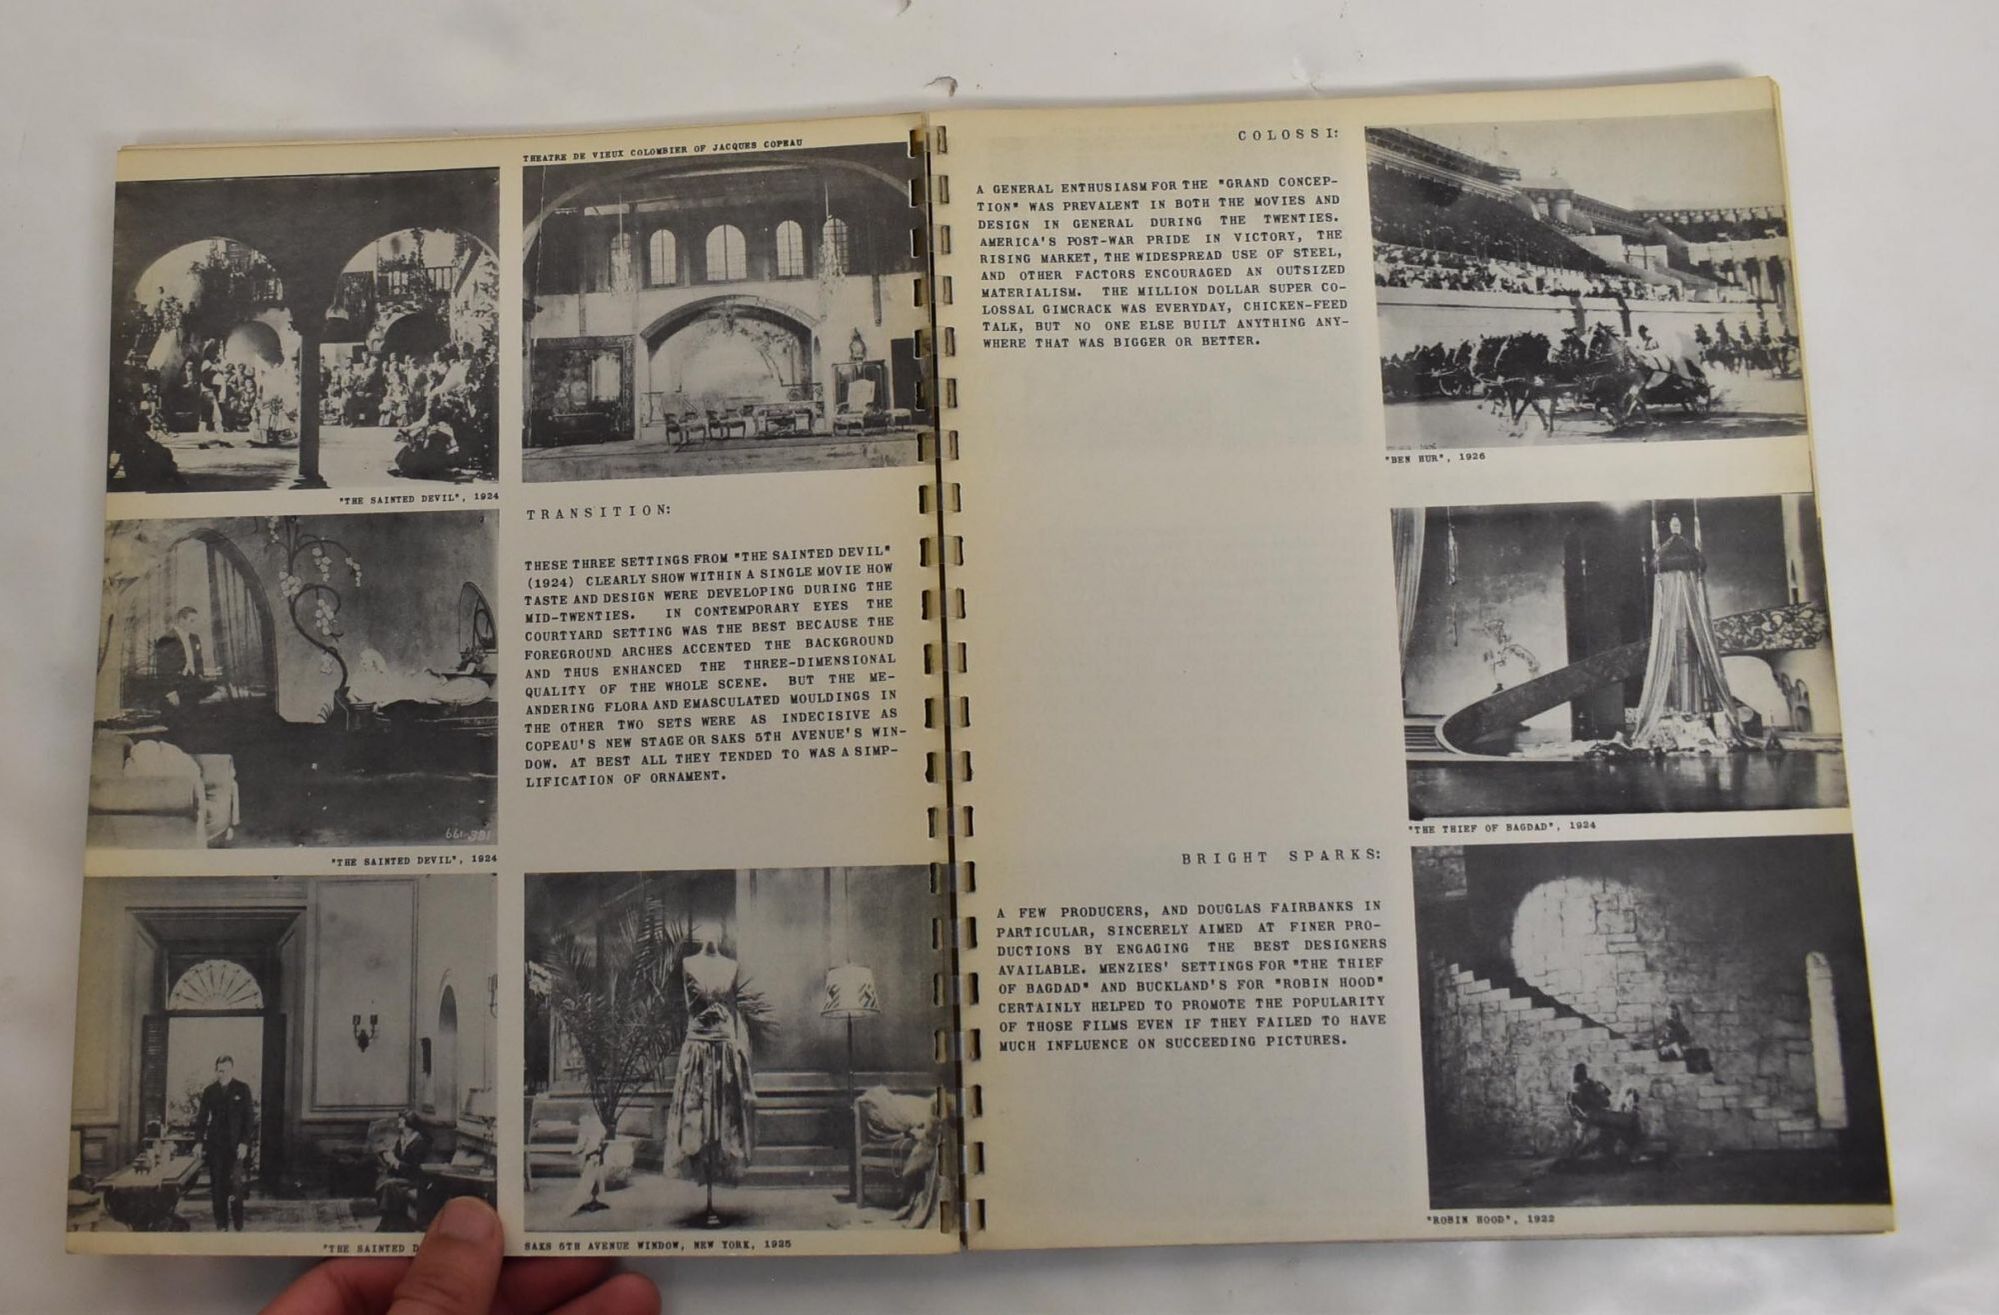 THEATRE DE VIEUX COLOMBIER OF JACQUES COPEAU
"THE SAINTED DEVIL", 1924
661-381
"THE SAINTED DEVIL", 1924
"THE SAINTED D
TRANSITION:
THESE THREE SETTINGS FROM "THE SAINTED DEVIL"
(1924) CLEARLY SHOW WITHIN A SINGLE MOVIE HOW
TASTE AND DESIGN WERE DEVELOPING DURING THE
MID-TWENTIES. IN CONTEMPORARY EYES THE
COURTYARD SETTING WAS THE BEST BECAUSE THE
FOREGROUND ARCHES ACCENTED THE BACKGROUND
AND THUS ENHANCED THE THREE-DIMENSIONAL
QUALITY OF THE WHOLE SCENE. BUT THE ME-
ANDERING FLORA AND EMASCULATED MOULDINGS IN
THE OTHER TWO SETS WERE AS INDECISIVE AS
COPEAU'S NEW STAGE OR SAKS 5TH AVENUE'S WIN-
DOW. AT BEST ALL THEY TENDED TO WAS A SIMP-
LIFICATION OF ORNAMENT.
SAKS 5TH AVENUE WINDOW, NEW YORK, 1925
COLOSSI:
A GENERAL ENTHUSIASM FOR THE "GRAND CONCEP-
TION" WAS PREVALENT IN BOTH THE MOVIES AND
DESIGN IN GENERAL DURING THE TWENTIES.
AMERICA'S POST-WAR PRIDE IN VICTORY, THE
RISING MARKET, THE WIDESPREAD USE OF STEEL,
AND OTHER FACTORS ENCOURAGED AN OUTSIZED
MATERIALISM. THE MILLION DOLLAR SUPER CO-
LOSSAL GIMCRACK WAS EVERYDAY, CHICKEN-FEED
TALK, BUT NO ONE ELSE BUILT ANYTHING ANY-
WHERE THAT WAS BIGGER OR BETTER.
"BEN HUR", 1926
"THE THIEF OF BAGDAD", 1924
BRIGHT SPARKS:
A FEW PRODUCERS, AND DOUGLAS FAIRBANKS IN
PARTICULAR, SINCERELY AIMED AT FINER PRO-
DUCTIONS BY ENGAGING THE BEST DESIGNERS
AVAILABLE. MENZIES' SETTINGS FOR "THE THIEF
OF BAGDAD" AND BUCKLAND'S FOR "ROBIN HOOD"
CERTAINLY HELPED TO PROMOTE THE POPULARITY
OF THOSE FILMS EVEN IF THEY FAILED TO HAVE
MUCH INFLUENCE ON SUCCEEDING PICTURES.
"ROBIN HOOD", 1922